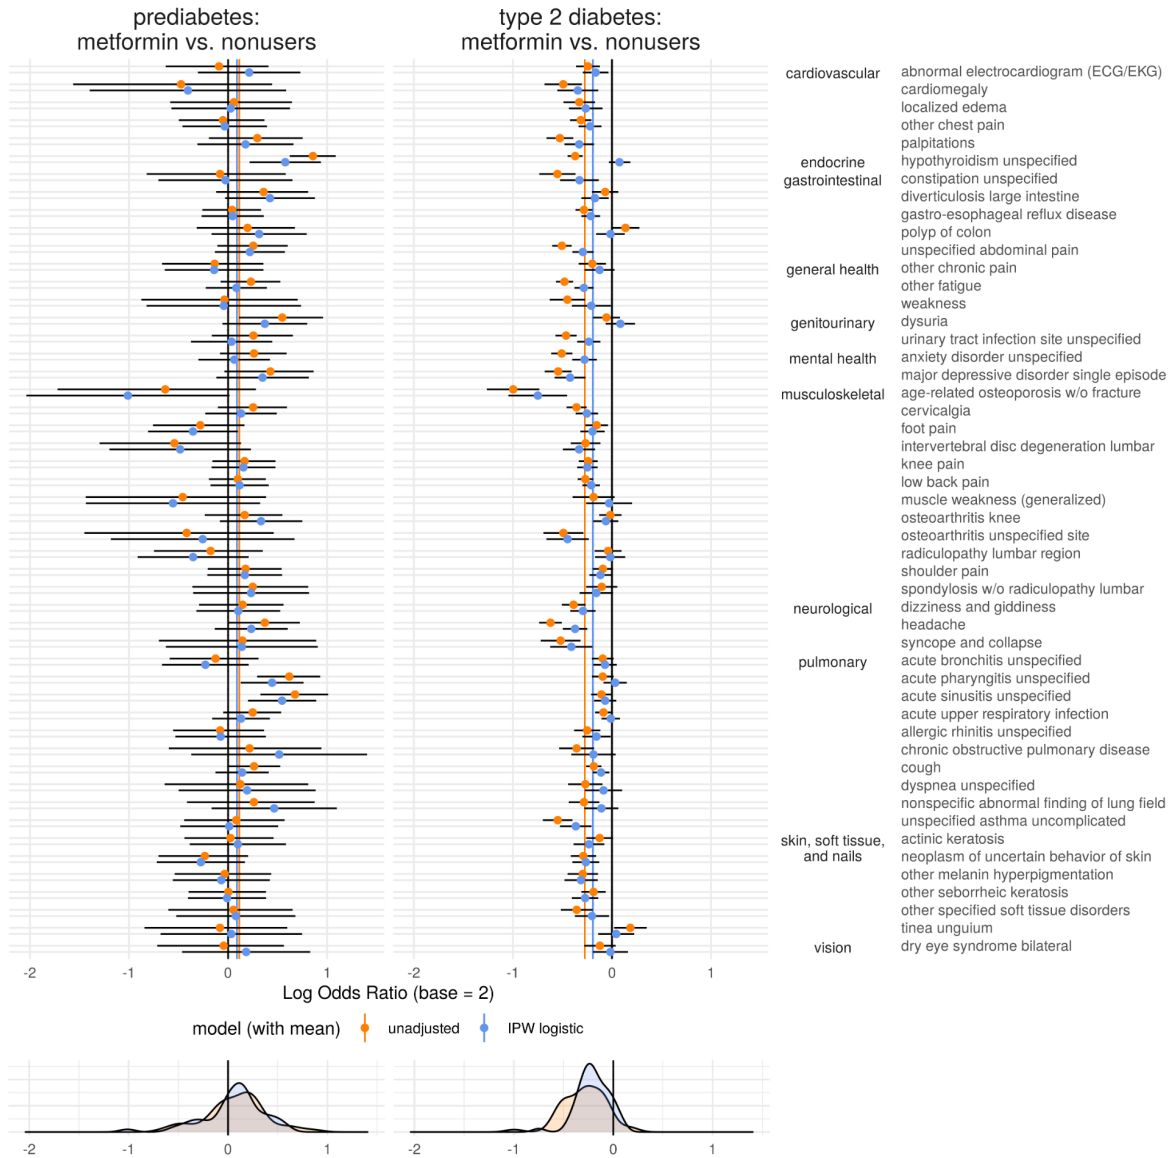 prediabetes:
metformin vs. nonusers
type 2 diabetes:
metformin vs. nonusers
cardiovascular abnormal electrocardiogram (ECG/EKG)
cardiomegaly
localized edema
other chest pain
palpitations
endocrine hypothyroidism unspecified
gastrointestinal constipation unspecified
diverticulosis large intestine
gastro-esophageal reflux disease
polyp of colon
unspecified abdominal pain
general health other chronic pain
other fatigue
weakness
genitourinary dysuria
urinary tract infection site unspecified
mental health anxiety disorder unspecified
major depressive disorder single episode
musculoskeletal age-related osteoporosis w/o fracture
cervicalgia
foot pain
intervertebral disc degeneration lumbar
knee pain
low back pain
muscle weakness (generalized)
osteoarthritis knee
osteoarthritis unspecified site
radiculopathy lumbar region
shoulder pain
spondylosis w/o radiculopathy lumbar
neurological dizziness and giddiness
headache
syncope and collapse
pulmonary acute bronchitis unspecified
acute pharyngitis unspecified
acute sinusitis unspecified
acute upper respiratory infection
allergic rhinitis unspecified
chronic obstructive pulmonary disease
cough
dyspnea unspecified
nonspecific abnormal finding of lung field
unspecified asthma uncomplicated
skin, soft tissue, actinic keratosis
and nails neoplasm of uncertain behavior of skin
other melanin hyperpigmentation
other seborrheic keratosis
other specified soft tissue disorders
tinea unguium
vision dry eye syndrome bilateral
-2 -1 0 1 -2 -1 0 1
Log Odds Ratio (base = 2)
model (with mean) unadjusted IPW logistic
-2 -1 0 1 -2 -1 0 1